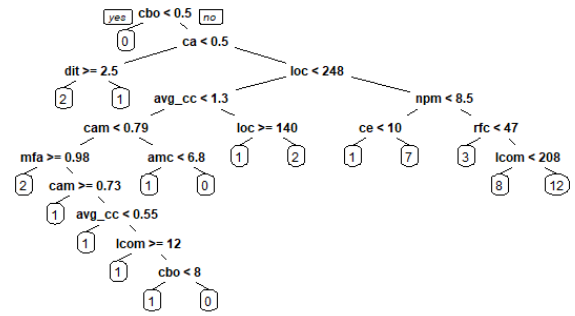 yes cbo < 0.5 no
0 ca < 0.5
dit >= 2.5 loc < 248
2 1 avg_cc < 1.3 npm < 8.5
cam < 0.79 loc >= 140 ce < 10 rfc < 47
mfa >= 0.98 amc < 6.8 1 2 1 7 3 lcom < 208
2 cam >= 0.73 1 0 8 12
1 avg_cc < 0.55
1 lcom >= 12
1 cbo < 8
1 0